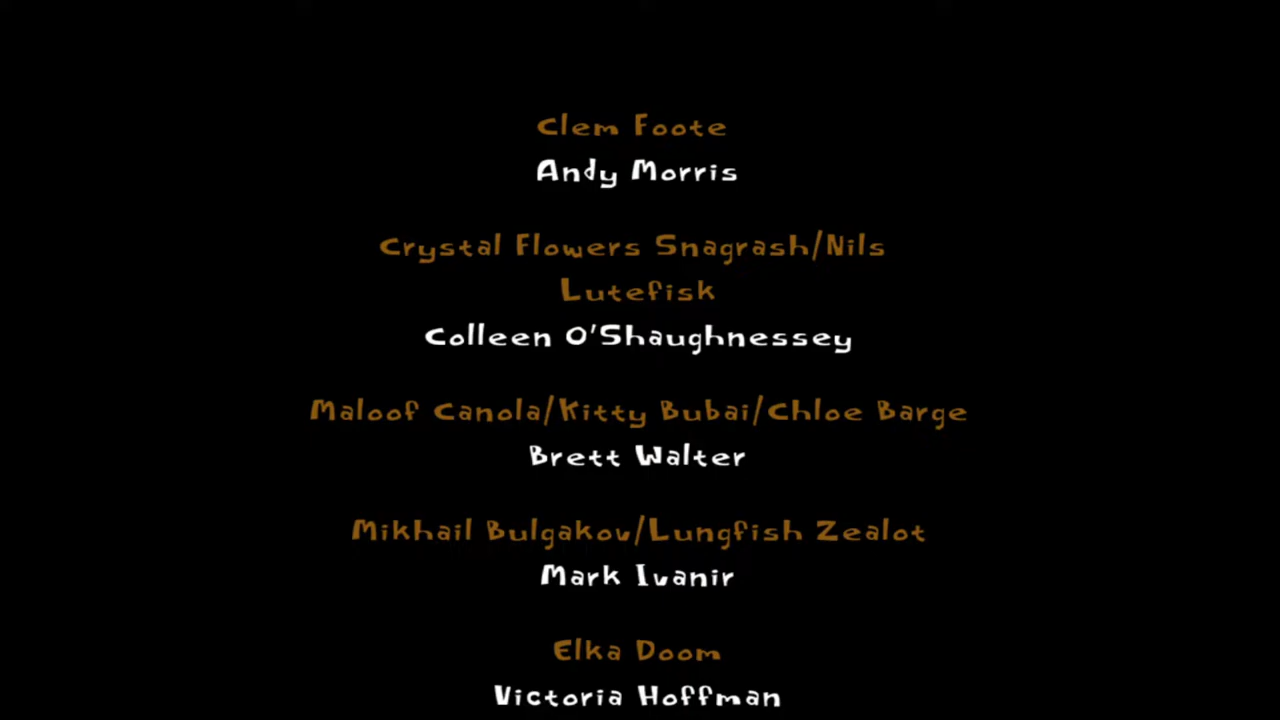 Clem Foote
Andy Morris
Crystal Flowers Snagrash/Nils
Lutefisk
Colleen O'Shaughnessey
Maloof Canola/Kitty Bubai/Chloe Barge
Brett Walter
Mikhail Bulgakov/Lungfish Zealot
Mark Ivanir
Elka Doom
Victoria Hoffman